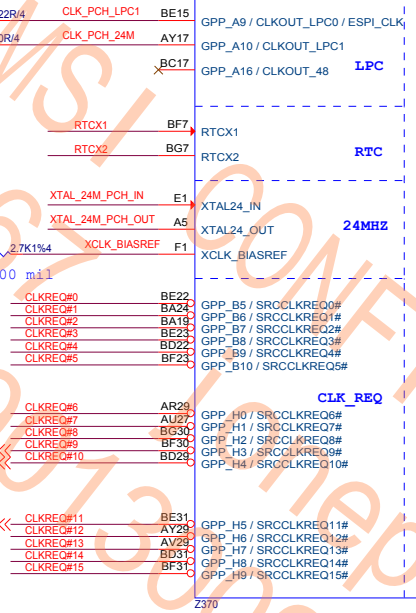 22R/4 CLK_PCH_LPC1 BE15 GPP_A9 / CLKOUT_LPC0 / ESPI_CLK
0R/4 CLK_PCH_24M AY17 GPP_A10 / CLKOUT_LPC1
BC17 GPP_A16 / CLKOUT_48
LPC
RTCX1 BF7 RTCX1
RTCX2 BG7 RTCX2
RTC
XTAL_24M_PCH_IN E1 XTAL24_IN
XTAL_24M_PCH_OUT A5 XTAL24_OUT
24MHZ
2.7K1%4 XCLK_BIASREF F1 XCLK_BIASREF
00 mil
CLKREQ#0 BE22 GPP_B5 / SRCCLKREQ0#
CLKREQ#1 BA24 GPP_B6 / SRCCLKREQ1#
CLKREQ#2 BA19 GPP_B7 / SRCCLKREQ2#
CLKREQ#3 BE23 GPP_B8 / SRCCLKREQ3#
CLKREQ#4 BD22 GPP_B9 / SRCCLKREQ4#
CLKREQ#5 BF23 GPP_B10 / SRCCLKREQ5#
CLK_REQ
CLKREQ#6 AR29 GPP_H0 / SRCCLKREQ6#
CLKREQ#7 AU27 GPP_H1 / SRCCLKREQ7#
CLKREQ#8 BG30 GPP_H2 / SRCCLKREQ8#
CLKREQ#9 BF30 GPP_H3 / SRCCLKREQ9#
CLKREQ#10 BD29 GPP_H4 / SRCCLKREQ10#
CLKREQ#11 BE31 GPP_H5 / SRCCLKREQ11#
CLKREQ#12 AY29 GPP_H6 / SRCCLKREQ12#
CLKREQ#13 AV29 GPP_H7 / SRCCLKREQ13#
CLKREQ#14 BD31 GPP_H8 / SRCCLKREQ14#
CLKREQ#15 BF31 GPP_H9 / SRCCLKREQ15#
Z370
MSI CONF